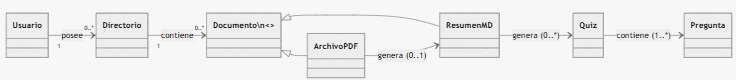 Usuario
posee
1
0..*
Directorio
contiene
1
0..*
Documento\n<>
ArchivoPDF
genera (0..1)
ResumenMD
genera (0..*)
Quiz
contiene (1..*)
Pregunta